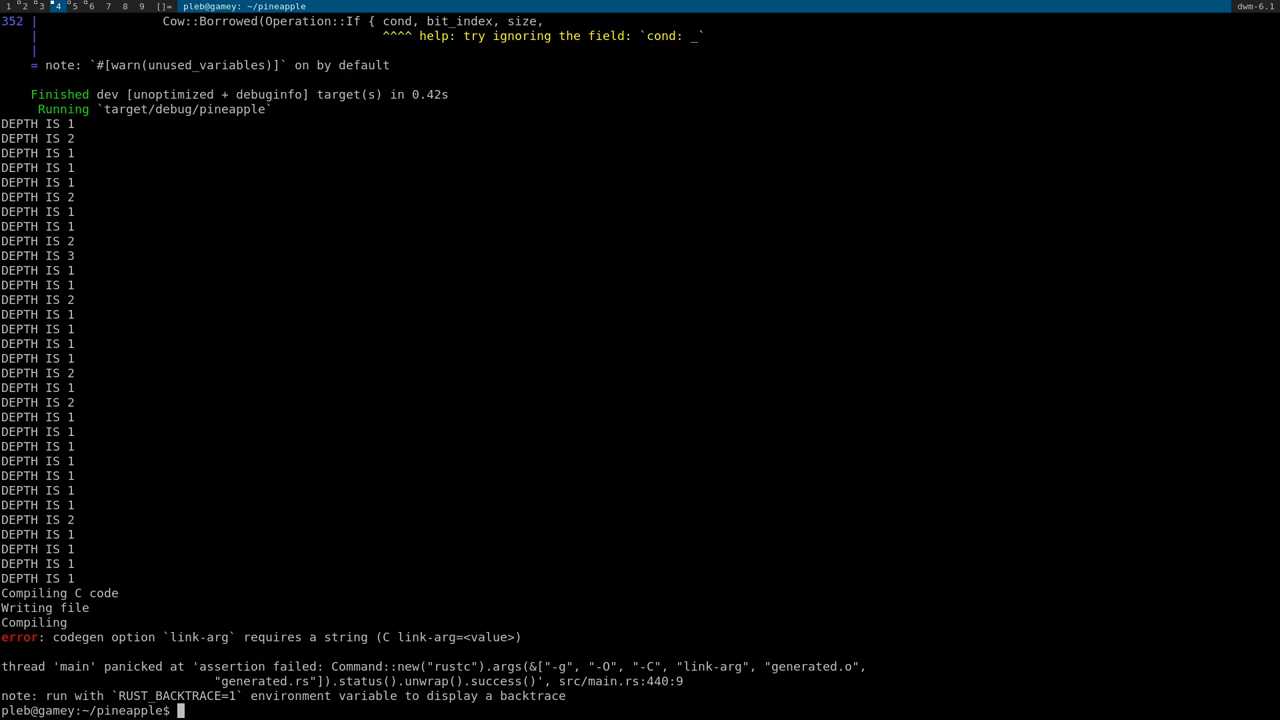 1 2 3 4 5 6 7 8 9 []= pleb@gamey: ~/pineapple dwm-6.1
352 | Cow::Borrowed(Operation::If { cond, bit_index, size,
| ^^^^ help: try ignoring the field: `cond: _`
|
= note: `#[warn(unused_variables)]` on by default
Finished dev [unoptimized + debuginfo] target(s) in 0.42s
Running `target/debug/pineapple`
DEPTH IS 1
DEPTH IS 2
DEPTH IS 1
DEPTH IS 1
DEPTH IS 1
DEPTH IS 2
DEPTH IS 1
DEPTH IS 1
DEPTH IS 2
DEPTH IS 3
DEPTH IS 1
DEPTH IS 1
DEPTH IS 2
DEPTH IS 1
DEPTH IS 1
DEPTH IS 1
DEPTH IS 1
DEPTH IS 2
DEPTH IS 1
DEPTH IS 2
DEPTH IS 1
DEPTH IS 1
DEPTH IS 1
DEPTH IS 1
DEPTH IS 1
DEPTH IS 1
DEPTH IS 1
DEPTH IS 2
DEPTH IS 1
DEPTH IS 1
DEPTH IS 1
DEPTH IS 1
Compiling C code
Writing file
Compiling
error: codegen option `link-arg` requires a string (C link-arg=<value>)
thread 'main' panicked at 'assertion failed: Command::new("rustc").args(&["-g", "-O", "-C", "link-arg", "generated.o",
"generated.rs"]).status().unwrap().success()', src/main.rs:440:9
note: run with `RUST_BACKTRACE=1` environment variable to display a backtrace
pleb@gamey:~/pineapple$